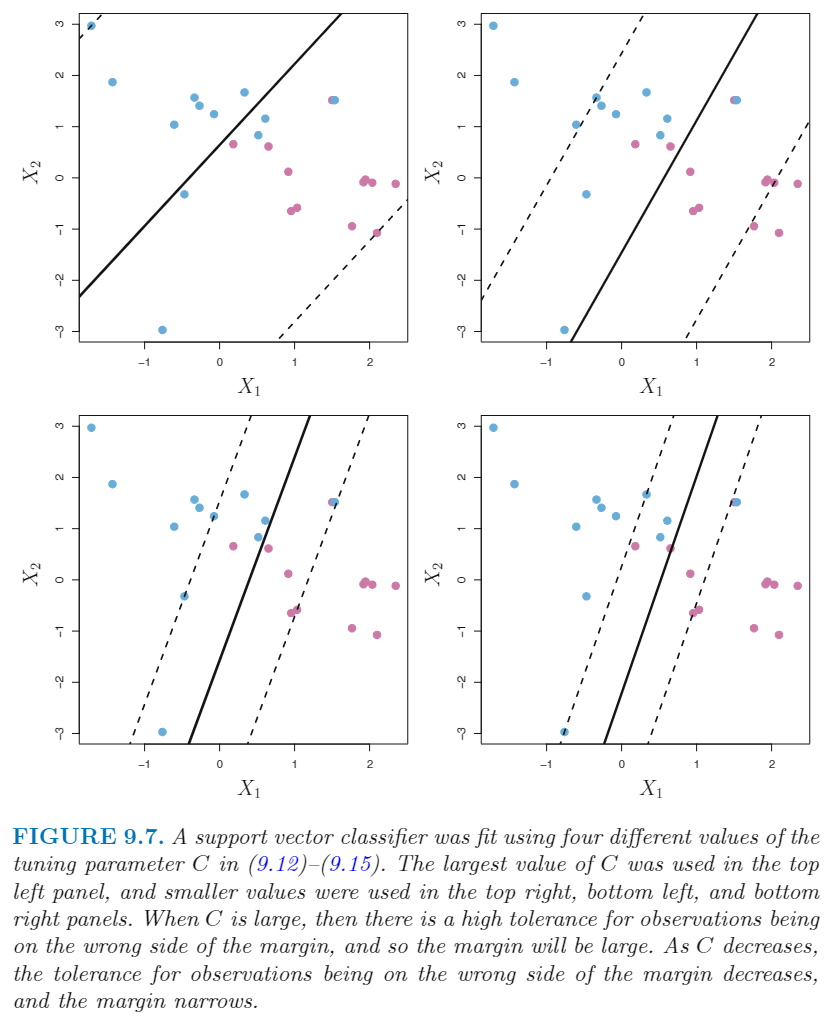 3
2
1
0
−1
−2
−3
X2
−1 0 1 2
X1
3
2
1
0
−1
−2
−3
X2
−1 0 1 2
X1
3
2
1
0
−1
−2
−3
X2
−1 0 1 2
X1
3
2
1
0
−1
−2
−3
X2
−1 0 1 2
X1
FIGURE 9.7. A support vector classifier was fit using four different values of the
tuning parameter C in (9.12)–(9.15). The largest value of C was used in the top
left panel, and smaller values were used in the top right, bottom left, and bottom
right panels. When C is large, then there is a high tolerance for observations being
on the wrong side of the margin, and so the margin will be large. As C decreases,
the tolerance for observations being on the wrong side of the margin decreases,
and the margin narrows.